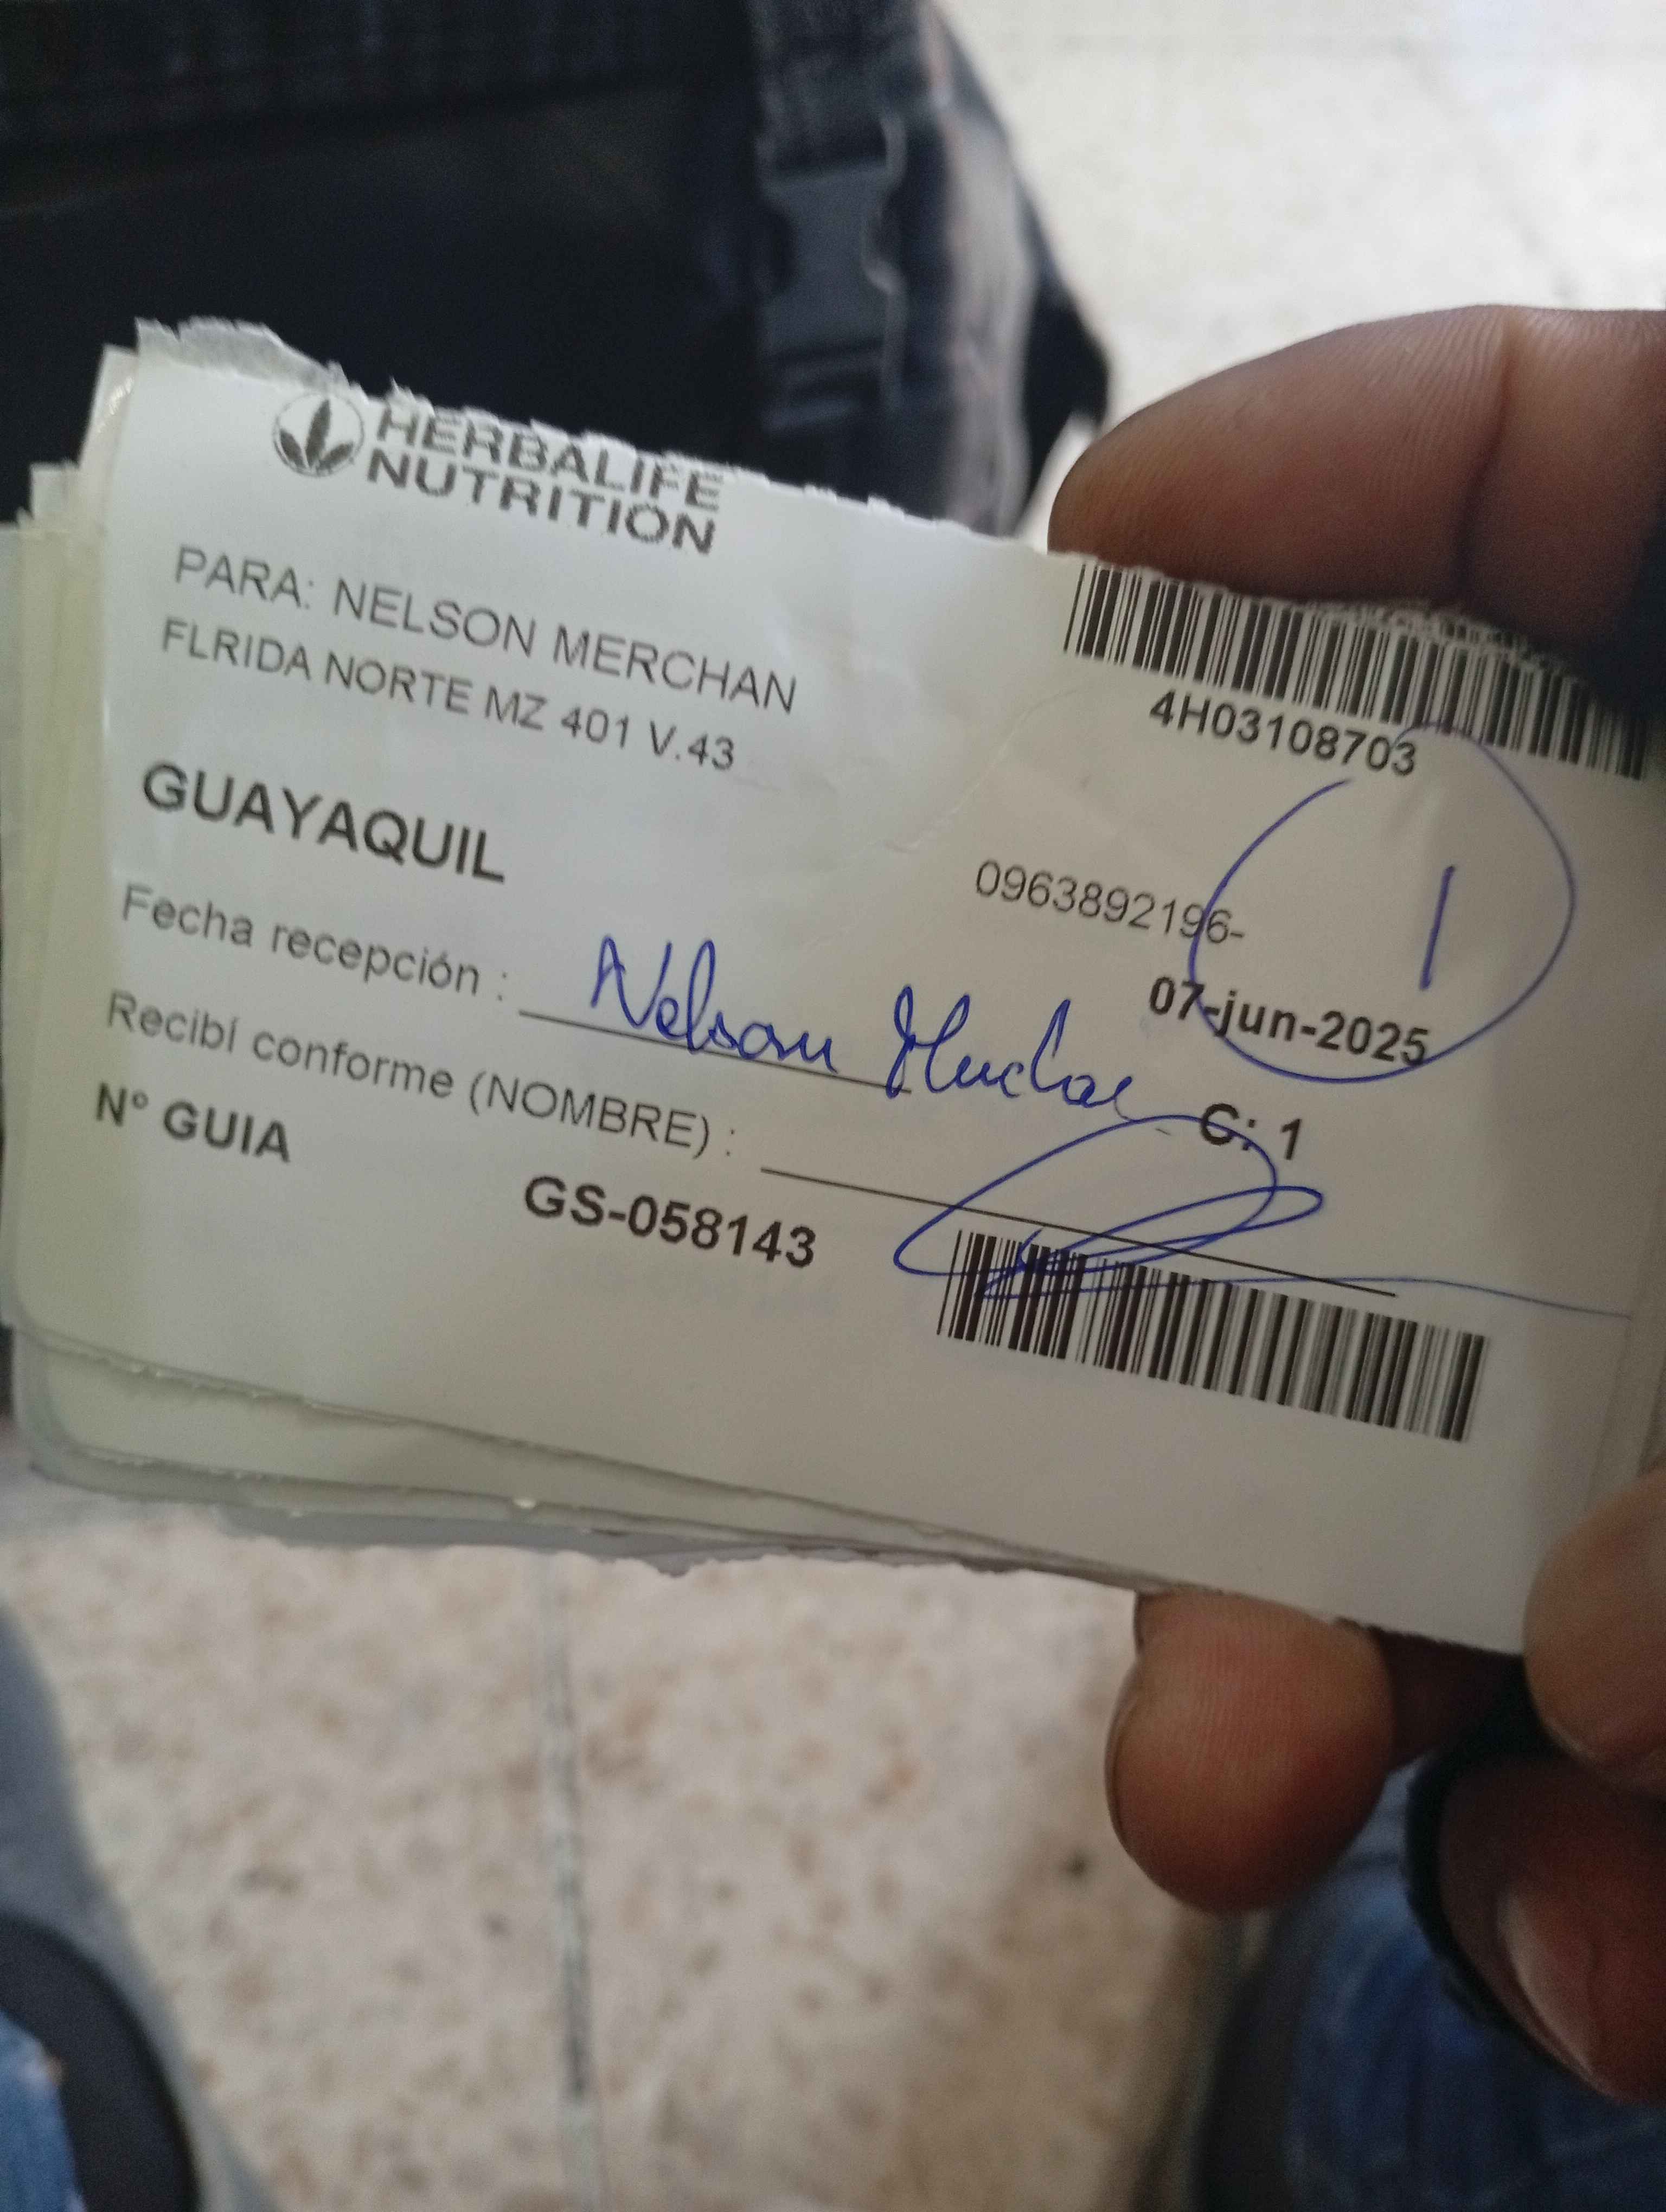 HERBALIFE
NUTRITION
PARA: NELSON MERCHAN
FLRIDA NORTE MZ 401 V.43
4H03108703
GUAYAQUIL
0963892196-
1
07-jun-2025
Fecha recepción : Nelson
C: 1
Recibí conforme (NOMBRE) :
Nº GUIA
GS-058143